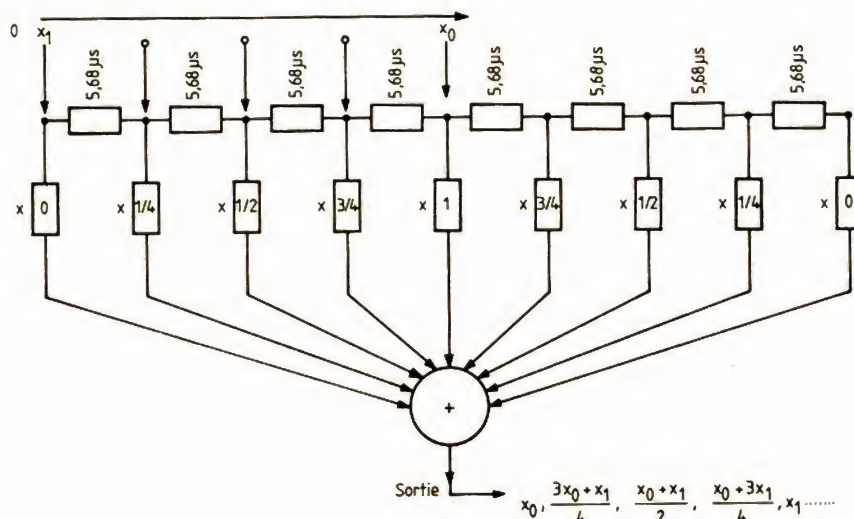 0 x₁ x₀
5,68µs 5,68µs 5,68µs 5,68µs 5,68µs 5,68µs 5,68µs 5,68µs
x 0 x 1/4 x 1/2 x 3/4 x 1 x 3/4 x 1/2 x 1/4 x 0
+
Sortie x₀, (3x₀ + x₁)/4, (x₀ + x₁)/2, (x₀ + 3x₁)/4, x₁ ......